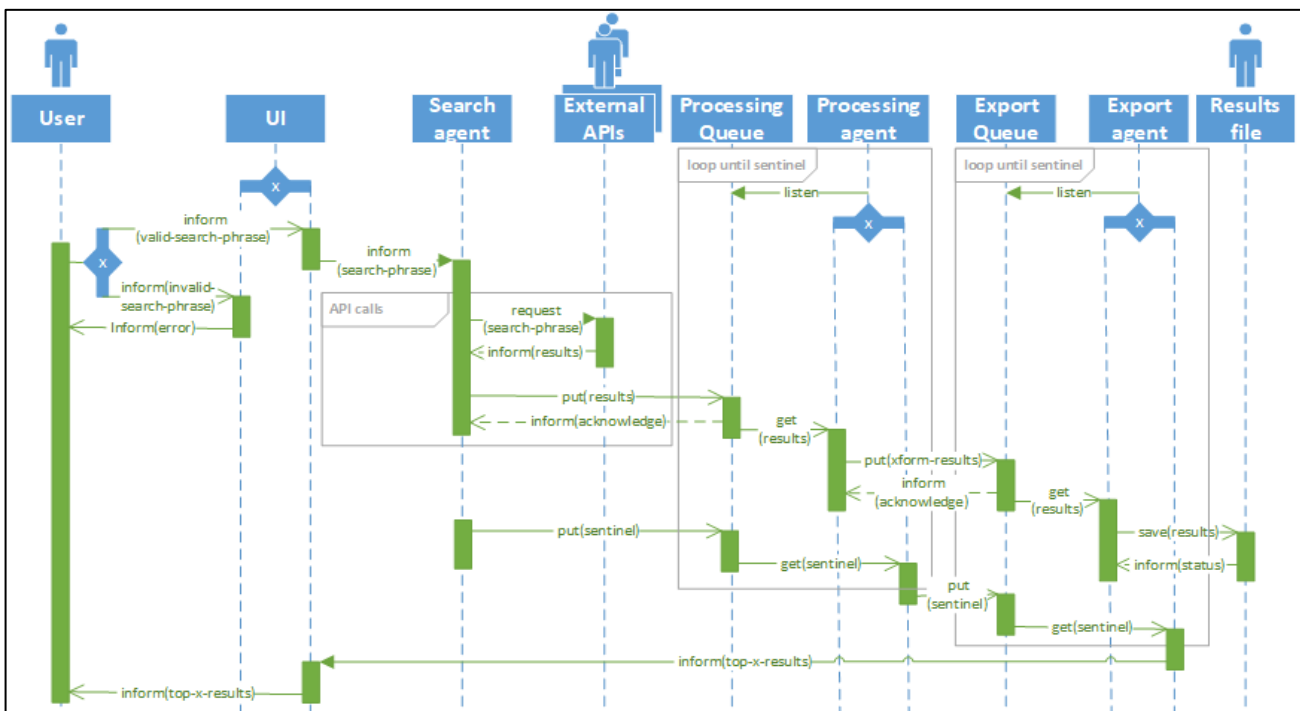 User
UI
Search
agent
External
APIs
Processing
Queue
Processing
agent
Export
Queue
Export
agent
Results
file
loop until sentinel
loop until sentinel
listen
listen
X
X
X
inform
(valid-search-phrase)
inform
(search-phrase)
X
inform(invalid-
search-phrase)
Inform(error)
API calls
request
(search-phrase)
inform(results)
put(results)
inform(acknowledge)
get
(results)
put(xform-results)
inform
(acknowledge)
get
(results)
put(sentinel)
save(results)
get(sentinel)
inform(status)
put
(sentinel)
get(sentinel)
inform(top-x-results)
inform(top-x-results)